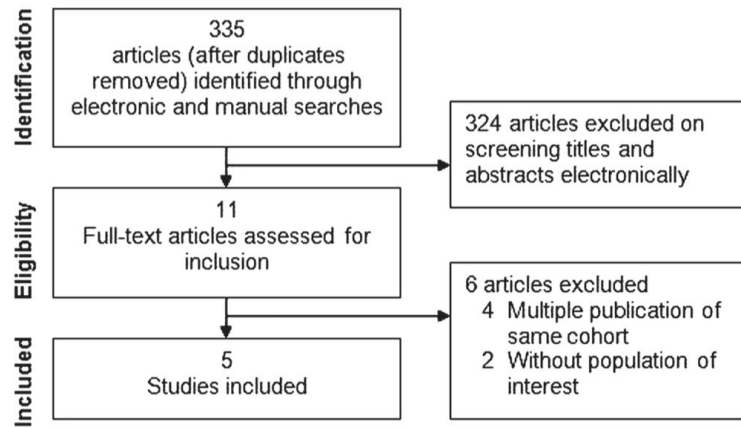 Identification
335
articles (after duplicates
removed) identified through
electronic and manual searches
324 articles excluded on
screening titles and
abstracts electronically
Eligibility
11
Full-text articles assessed for
inclusion
6 articles excluded
4 Multiple publication of
same cohort
2 Without population of
interest
Included
5
Studies included